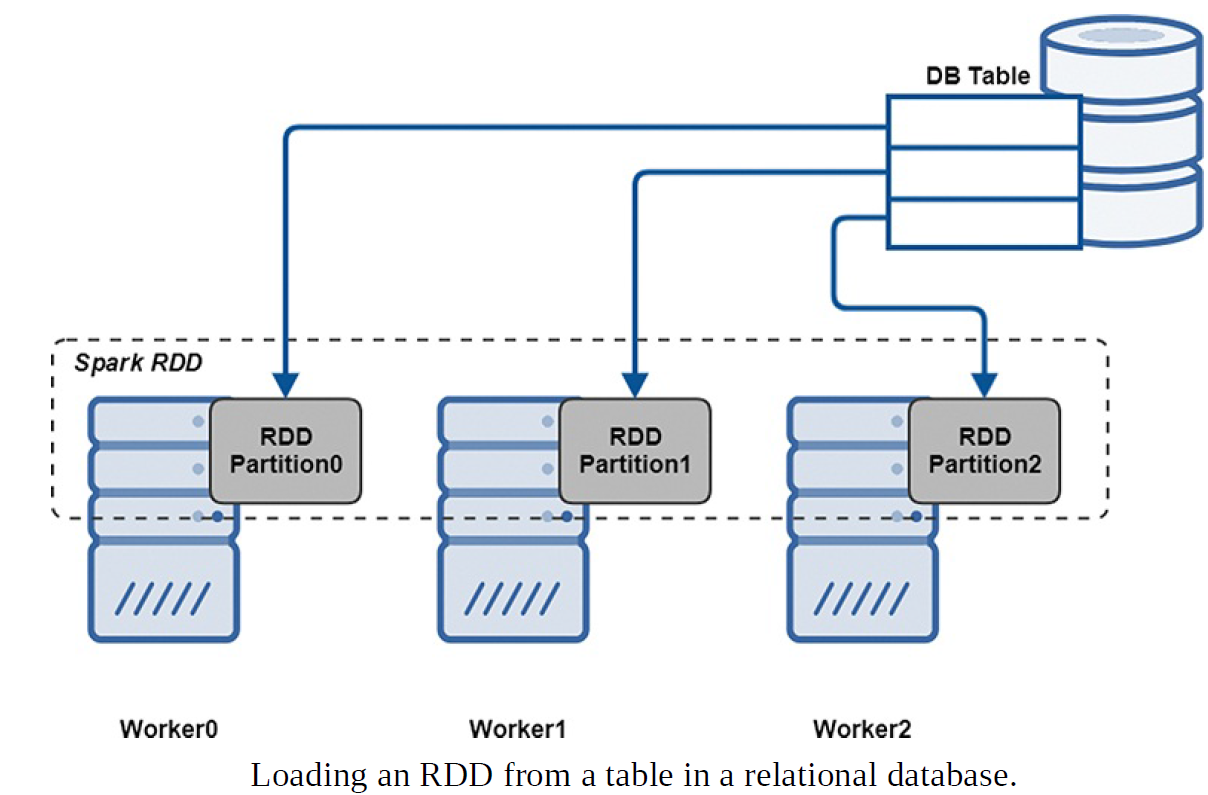 DB Table
Spark RDD
RDD
Partition0
RDD
Partition1
RDD
Partition2
Worker0
Worker1
Worker2
Loading an RDD from a table in a relational database.